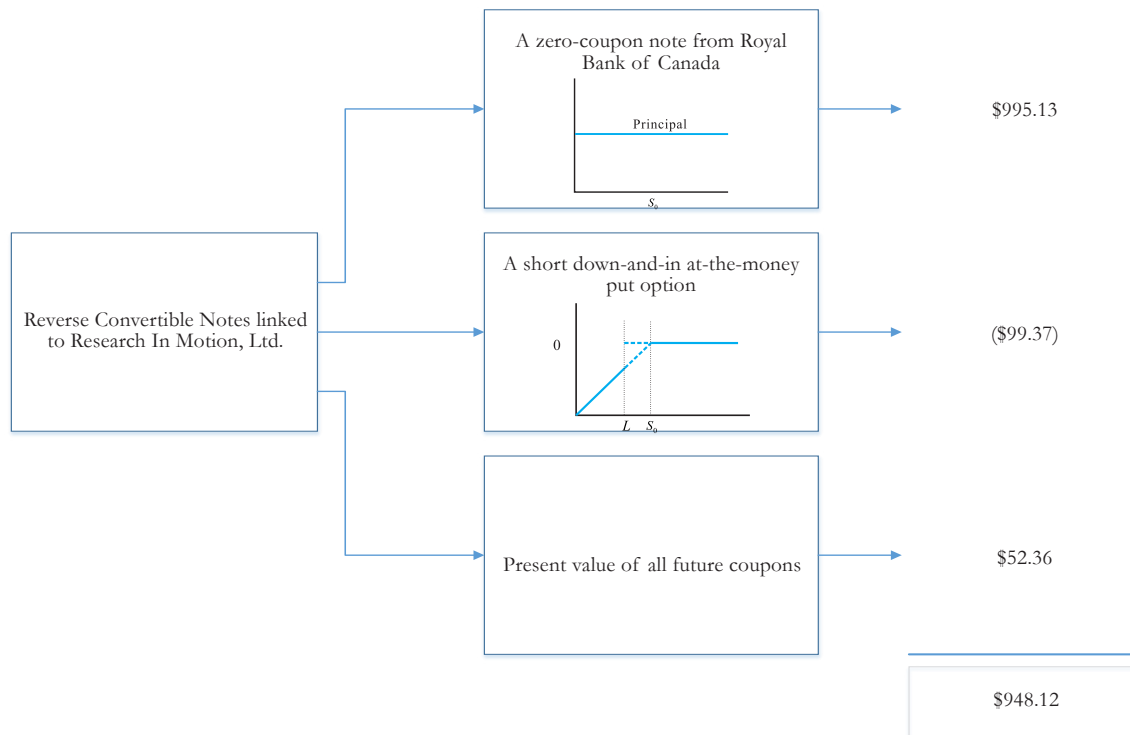 A zero-coupon note from Royal
Bank of Canada
Principal
S₀
$995.13
Reverse Convertible Notes linked
to Research In Motion, Ltd.
A short down-and-in at-the-money
put option
0
L S₀
($99.37)
Present value of all future coupons
$52.36
$948.12